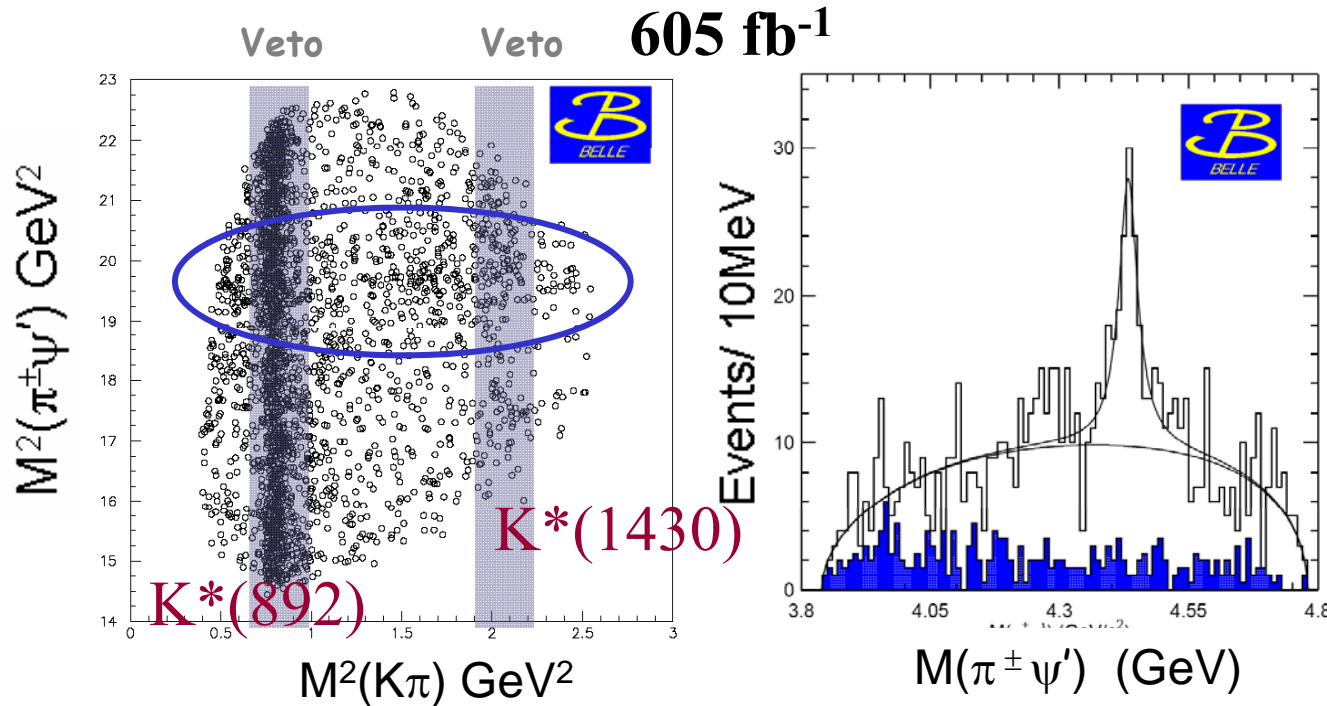 Veto Veto 605 fb⁻¹
BELLE
M²(π±ψ′) GeV²
23
22
21
20
19
18
17
16
15
14
0 0.5 1 1.5 2 2.5 3
K*(892)
K*(1430)
M²(Kπ) GeV²
BELLE
Events/ 10MeV
30
20
10
0
3.8 4.05 4.3 4.55 4.8
M(π±ψ′) (GeV)